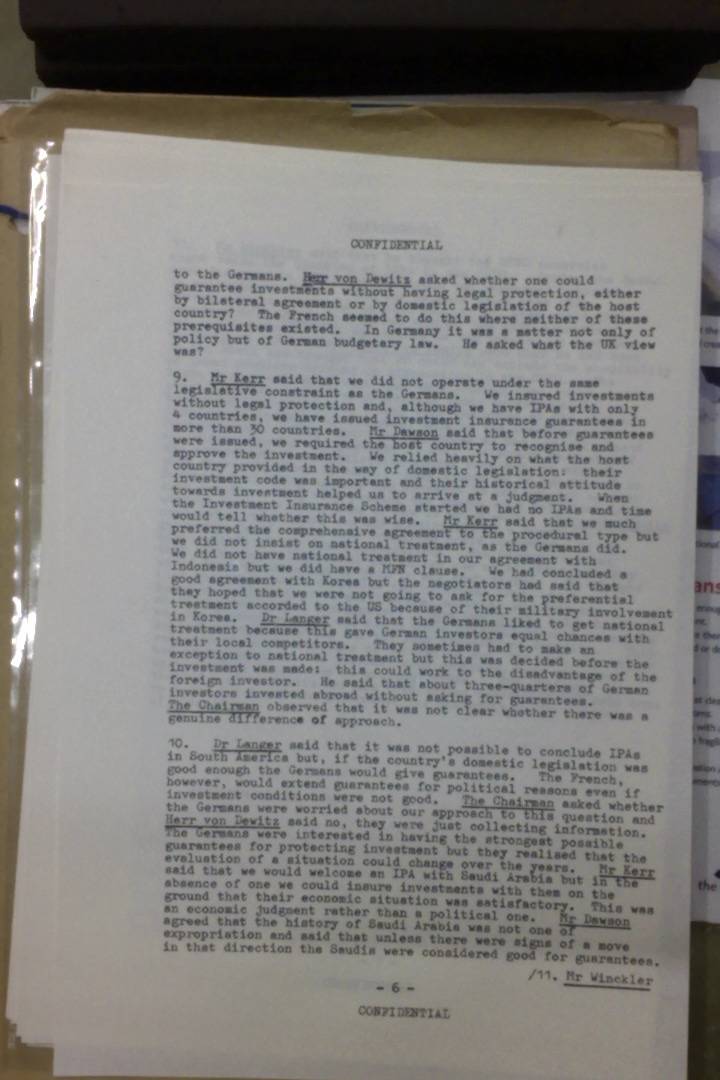 CONFIDENTIAL
to the Germans. Herr von Dewitz asked whether one could
guarantee investments without having legal protection, either
by bilateral agreement or by domestic legislation of the host
country? The French seemed to do this where neither of these
prerequisites existed. In Germany it was a matter not only of
policy but of German budgetary law. He asked what the UK view
was?
9. Mr Kerr said that we did not operate under the same
legislative constraint as the Germans. We insured investments
without legal protection and, although we have IPAs with only
4 countries, we have issued investment insurance guarantees in
more than 30 countries. Mr Dawson said that before guarantees
were issued, we required the host country to recognise and
approve the investment. We relied heavily on what the host
country provided in the way of domestic legislation: their
investment code was important and their historical attitude
towards investment helped us to arrive at a judgment. When
the Investment Insurance Scheme started we had no IPAs and time
would tell whether this was wise. Mr Kerr said that we much
preferred the comprehensive agreement to the procedural type but
we did not insist on national treatment, as the Germans did.
We did not have national treatment in our agreement with
Indonesia but we did have a MFN clause. We had concluded a
good agreement with Korea but the negotiators had said that
they hoped that we were not going to ask for the preferential
treatment accorded to the US because of their military involvement
in Korea. Dr Langer said that the Germans liked to get national
treatment because this gave German investors equal chances with
their local competitors. They sometimes had to make an
exception to national treatment but this was decided before the
investment was made: this could work to the disadvantage of the
foreign investor. He said that about three-quarters of German
investors invested abroad without asking for guarantees.
The Chairman observed that it was not clear whether there was a
genuine difference of approach.
10. Dr Langer said that it was not possible to conclude IPAs
in South America but, if the country's domestic legislation was
good enough the Germans would give guarantees. The French,
however, would extend guarantees for political reasons even if
investment conditions were not good. The Chairman asked whether
the Germans were worried about our approach to this question and
Herr von Dewitz said no, they were just collecting information.
The Germans were interested in having the strongest possible
guarantees for protecting investment but they realised that the
evaluation of a situation could change over the years. Mr Kerr
said that we would welcome an IPA with Saudi Arabia but in the
absence of one we could insure investments with them on the
ground that their economic situation was satisfactory. This was
an economic judgment rather than a political one. Mr Dawson
agreed that the history of Saudi Arabia was not one of
expropriation and said that unless there were signs of a move
in that direction the Saudis were considered good for guarantees.
/11. Mr Winckler
- 6 -
CONFIDENTIAL